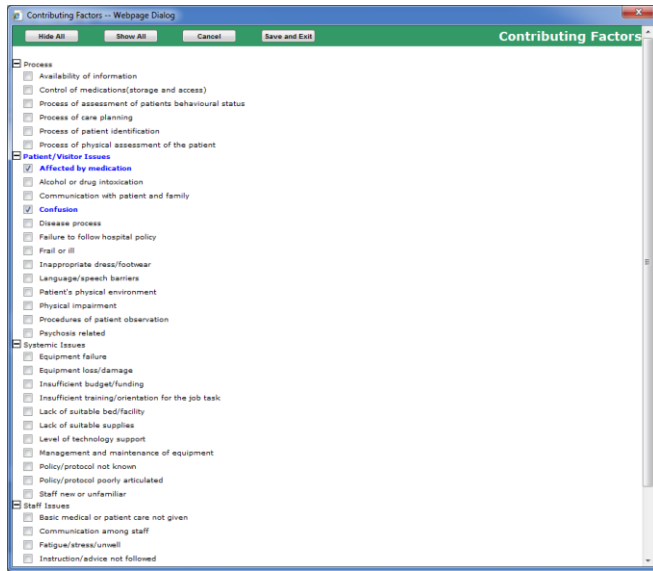 Contributing Factors -- Webpage Dialog
Hide All Show All Cancel Save and Exit Contributing Factors
Process
Availability of information
Control of medications(storage and access)
Process of assessment of patients behavioural status
Process of care planning
Process of patient identification
Process of physical assessment of the patient
Patient/Visitor Issues
Affected by medication
Alcohol or drug intoxication
Communication with patient and family
Confusion
Disease process
Failure to follow hospital policy
Frail or ill
Inappropriate dress/footwear
Language/speech barriers
Patient's physical environment
Physical impairment
Procedures of patient observation
Psychosis related
Systemic Issues
Equipment failure
Equipment loss/damage
Insufficient budget/funding
Insufficient training/orientation for the job task
Lack of suitable bed/facility
Lack of suitable supplies
Level of technology support
Management and maintenance of equipment
Policy/protocol not known
Policy/protocol poorly articulated
Staff new or unfamiliar
Staff Issues
Basic medical or patient care not given
Communication among staff
Fatigue/stress/unwell
Instruction/advice not followed